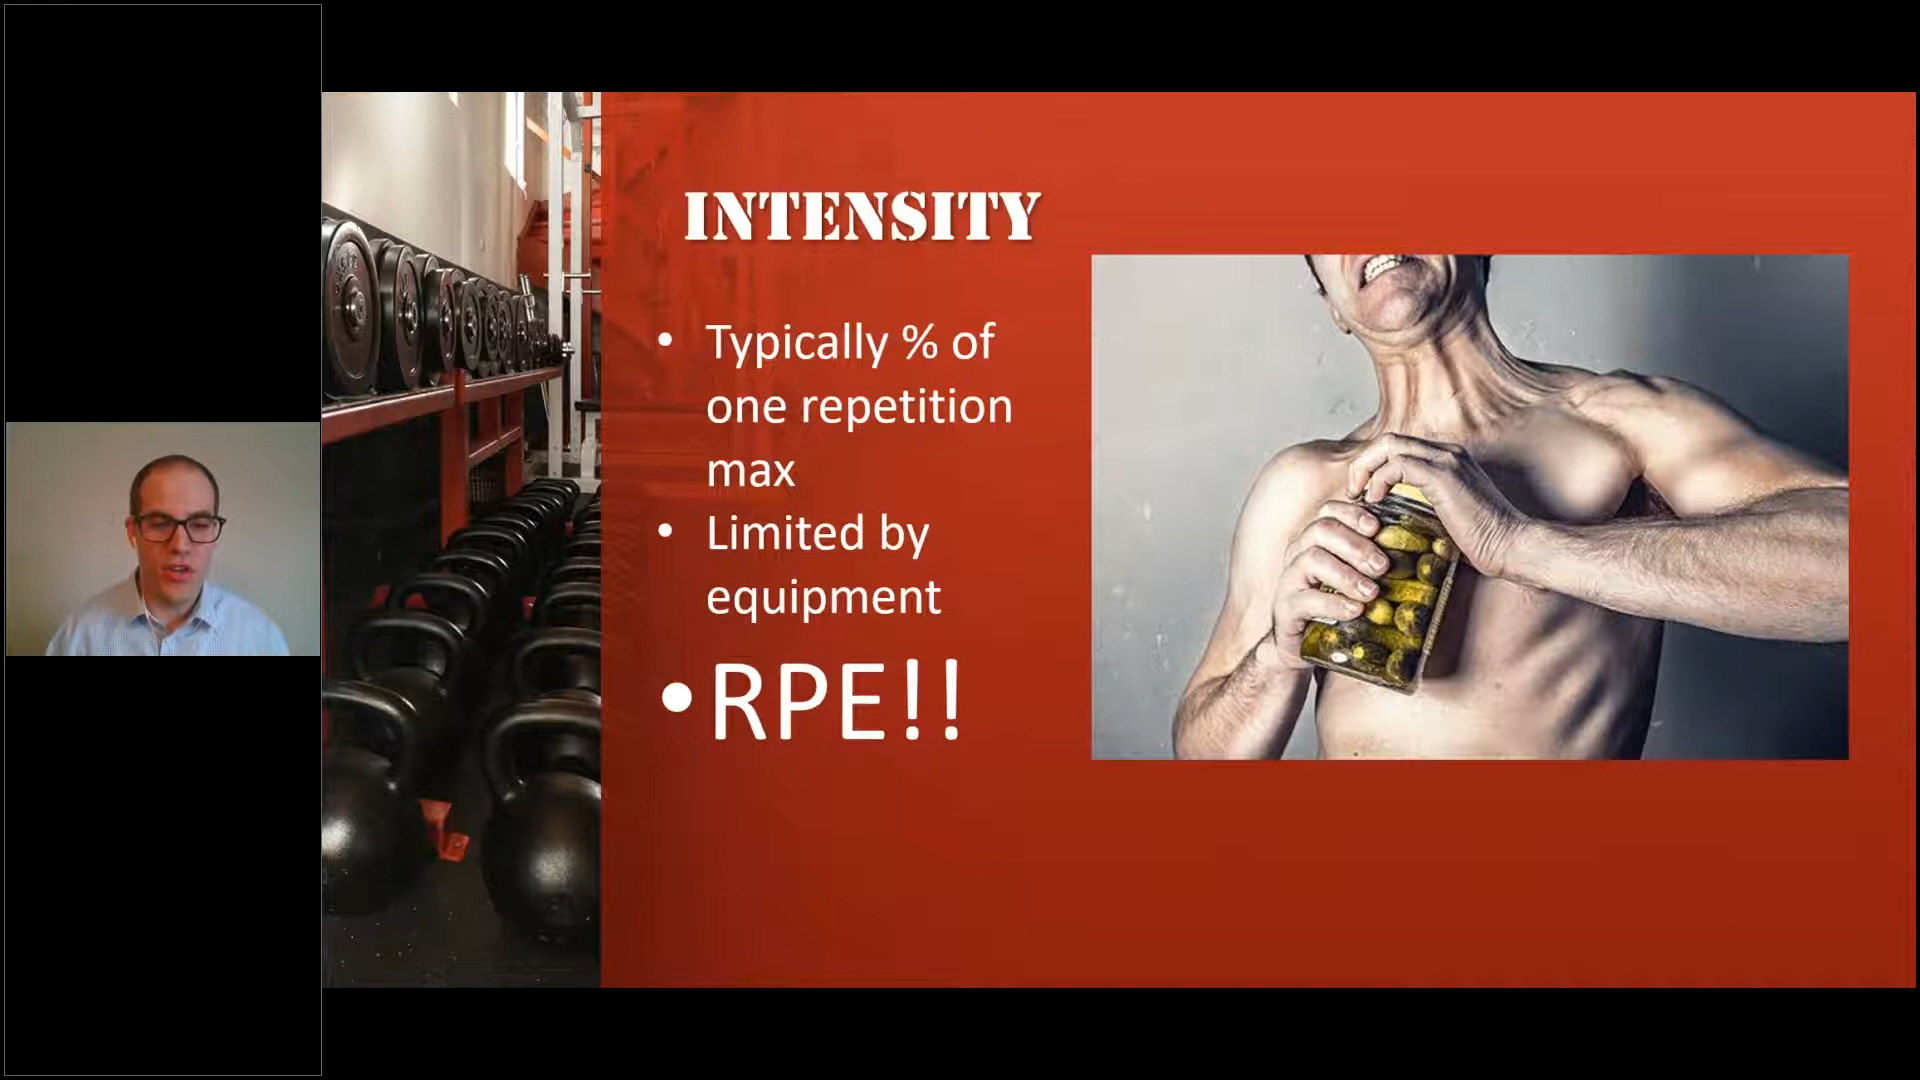 INTENSITY
• Typically % of
one repetition
max
• Limited by
equipment
• RPE!!